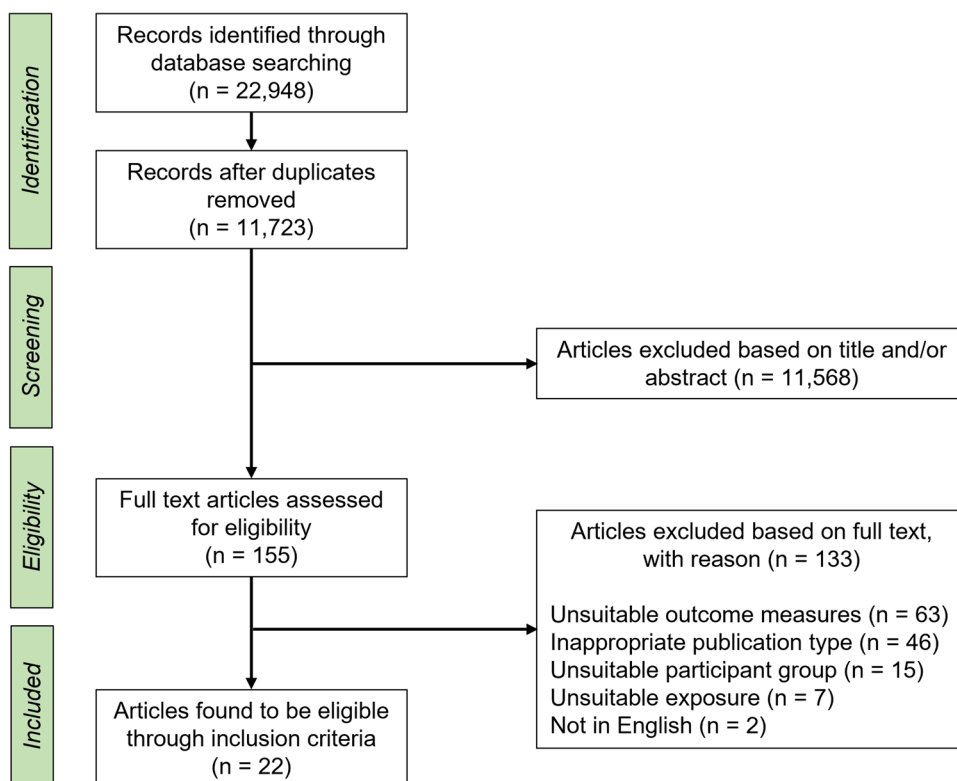 Identification
Records identified through
database searching
(n = 22,948)
Records after duplicates
removed
(n = 11,723)
Screening
Articles excluded based on title and/or
abstract (n = 11,568)
Eligibility
Full text articles assessed
for eligibility
(n = 155)
Articles excluded based on full text,
with reason (n = 133)
Unsuitable outcome measures (n = 63)
Inappropriate publication type (n = 46)
Unsuitable participant group (n = 15)
Unsuitable exposure (n = 7)
Not in English (n = 2)
Included
Articles found to be eligible
through inclusion criteria
(n = 22)